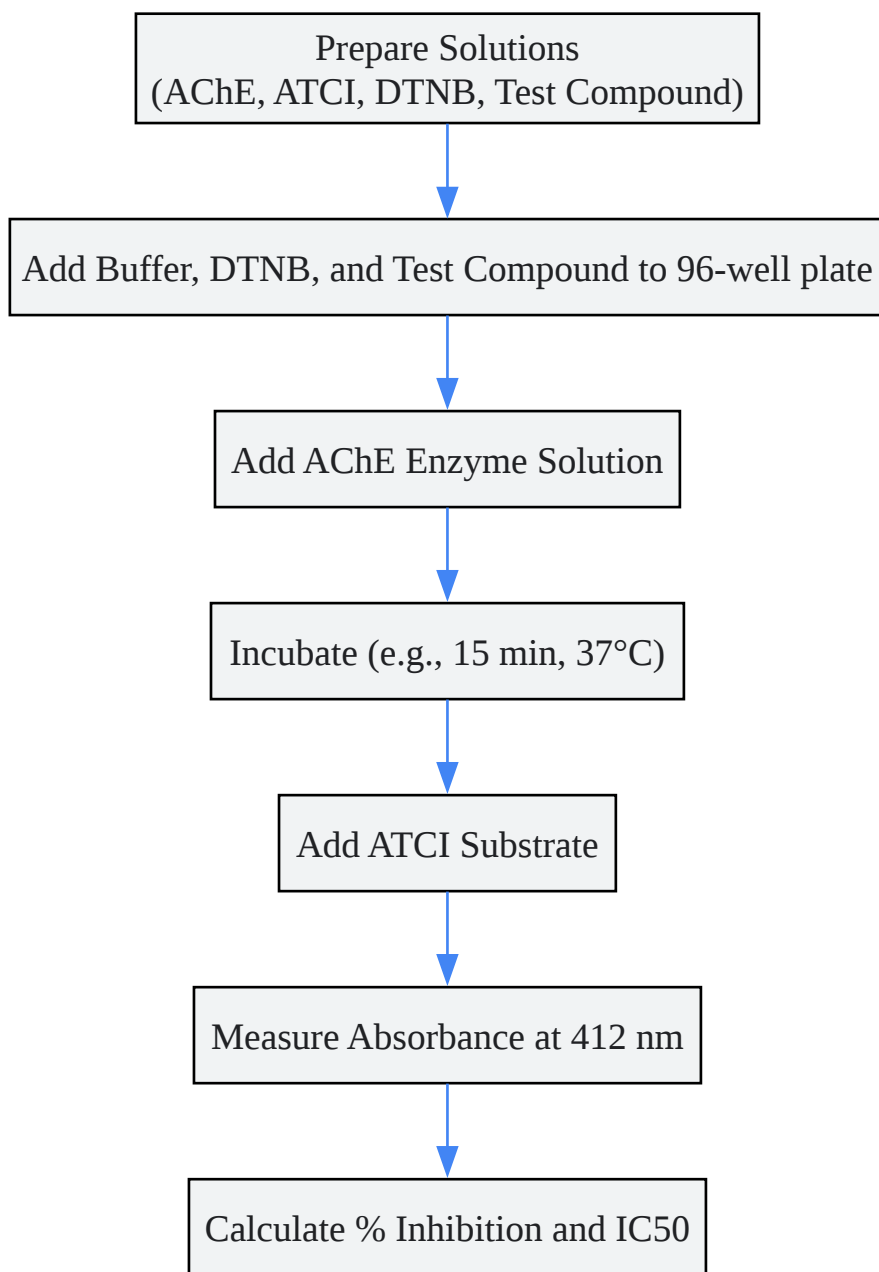 Prepare Solutions
(AChE, ATCI, DTNB, Test Compound)
Add Buffer, DTNB, and Test Compound to 96-well plate
Add AChE Enzyme Solution
Incubate (e.g., 15 min, 37°C)
Add ATCI Substrate
Measure Absorbance at 412 nm
Calculate % Inhibition and IC50